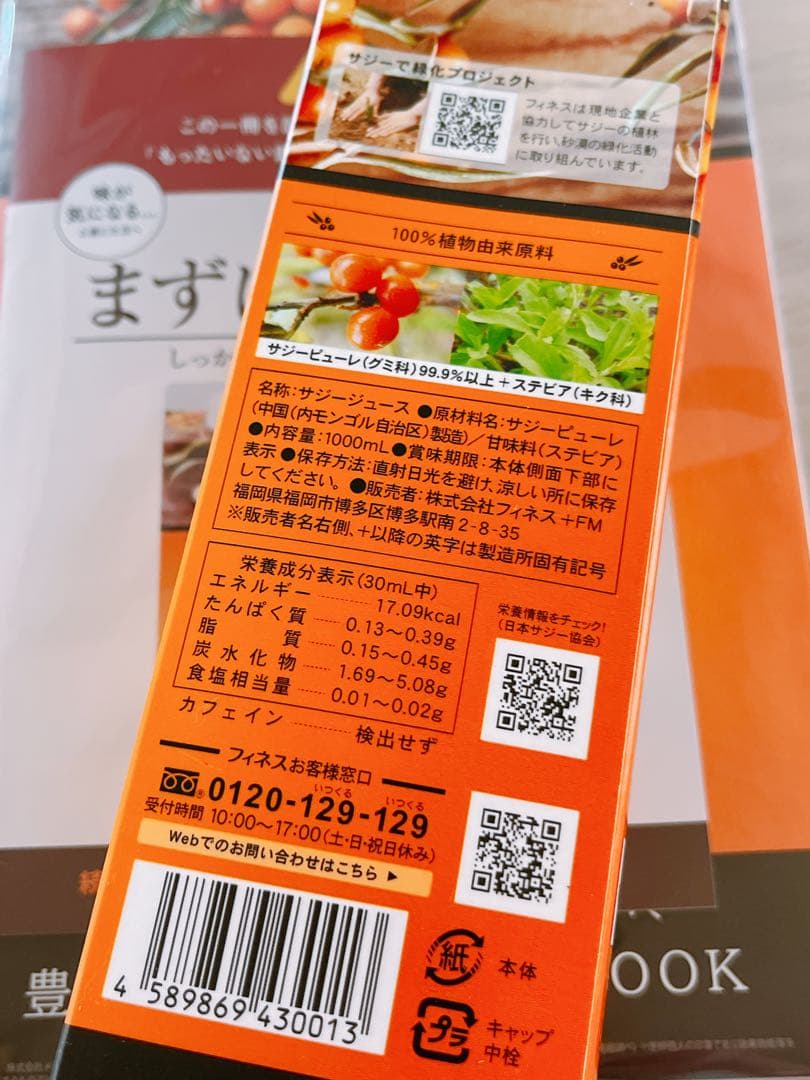 サジーで緑化プロジェクト
フィネスは現地企業と
協力してサジーの植林
を行い、砂漠の緑化活動
に取り組んでいます。
この一冊を
「もったいない
味が
気になる…
まず
しっか
100%植物由来原料
サジーピューレ(グミ科)99.9%以上+ステビア(キク科)
名称:サジージュース ●原材料名:サジーピューレ
(中国(内モンゴル自治区)製造)/甘味料(ステビア)
●内容量:1000mL●賞味期限:本体側面下部に
表示 ●保存方法:直射日光を避け、涼しい所に保存
してください。 ●販売者:株式会社フィネス+FM
福岡県福岡市博多区博多駅南2-8-35
※販売者名右側、+以降の英字は製造所固有記号
栄養成分表示(30mL中)
エネルギー 17.09kcal
たんぱく質 0.13〜0.39g
脂質 0.15〜0.45g
炭水化物 1.69〜5.08g
食塩相当量 0.01〜0.02g
カフェイン 検出せず
栄養情報をチェック!
(日本サジー協会)
フィネスお客様窓口
いつくる いつくる
0120-129-129
受付時間 10:00〜17:00(土・日・祝日休み)
Webでのお問い合わせはこちら ▶
4 589869 430013
紙 本体
プラ キャップ
中栓
豊
OOK